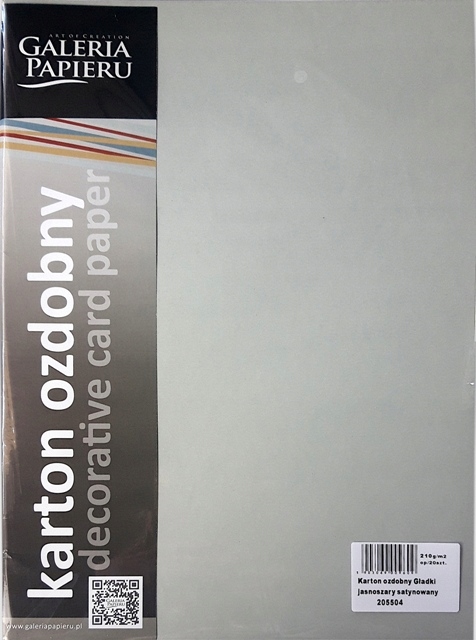 ART OF CREATION
GALERIA
PAPIERU
karton ozdobny
decorative card paper
www.galeriapapieru.pl
210g/m2
op/20szt.
Karton ozdobny Gładki
jasnoszary satynowany
205504